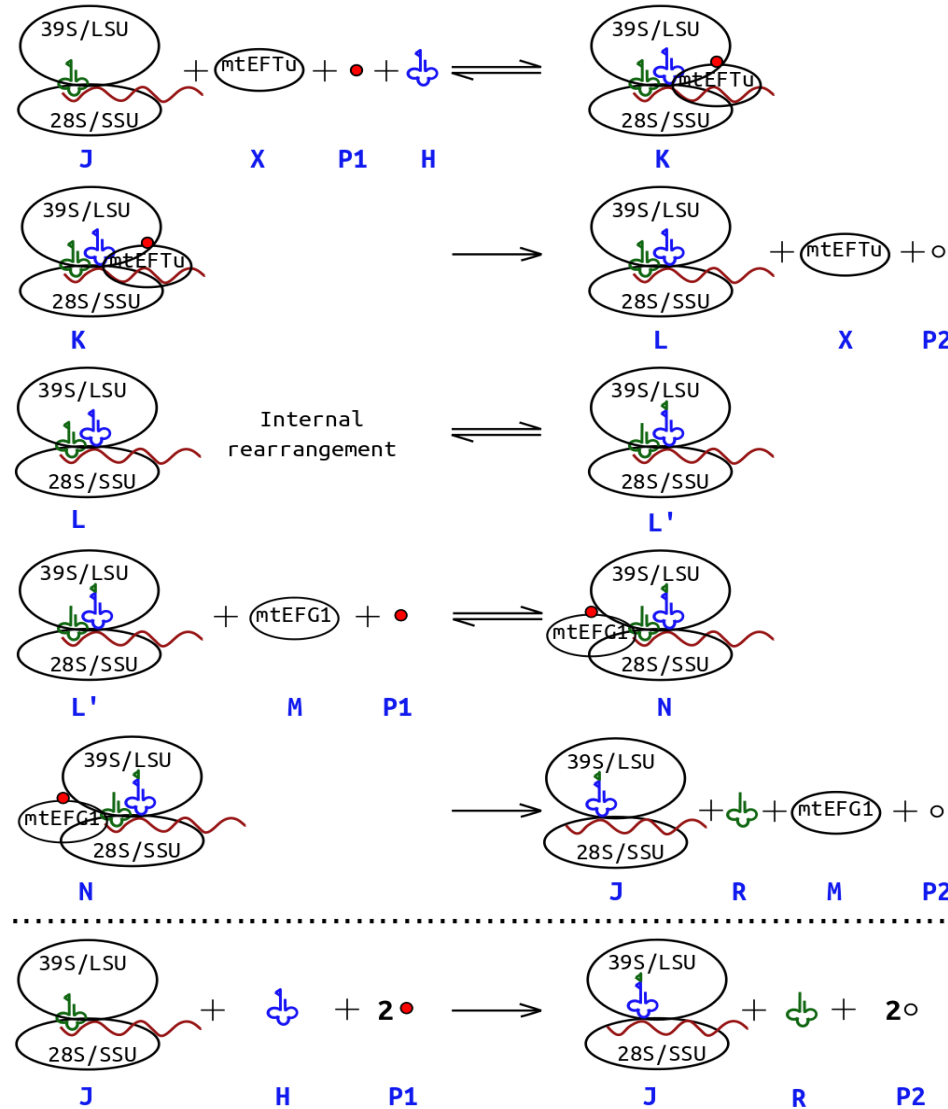 39S/LSU 39S/LSU
+ mtEFTu + + mtEFTu
28S/SSU 28S/SSU
J X P1 H K
39S/LSU 39S/LSU
mtEFTu + mtEFTu +
28S/SSU 28S/SSU
K L X P2
39S/LSU Internal 39S/LSU
rearrangement
28S/SSU 28S/SSU
L L'
39S/LSU 39S/LSU
+ mtEFG1 + mtEFG1
28S/SSU 28S/SSU
L' M P1 N
39S/LSU 39S/LSU
mtEFG1 + + mtEFG1 +
28S/SSU 28S/SSU
N J R M P2
39S/LSU 39S/LSU
+ + 2 + + 2
28S/SSU 28S/SSU
J H P1 J R P2